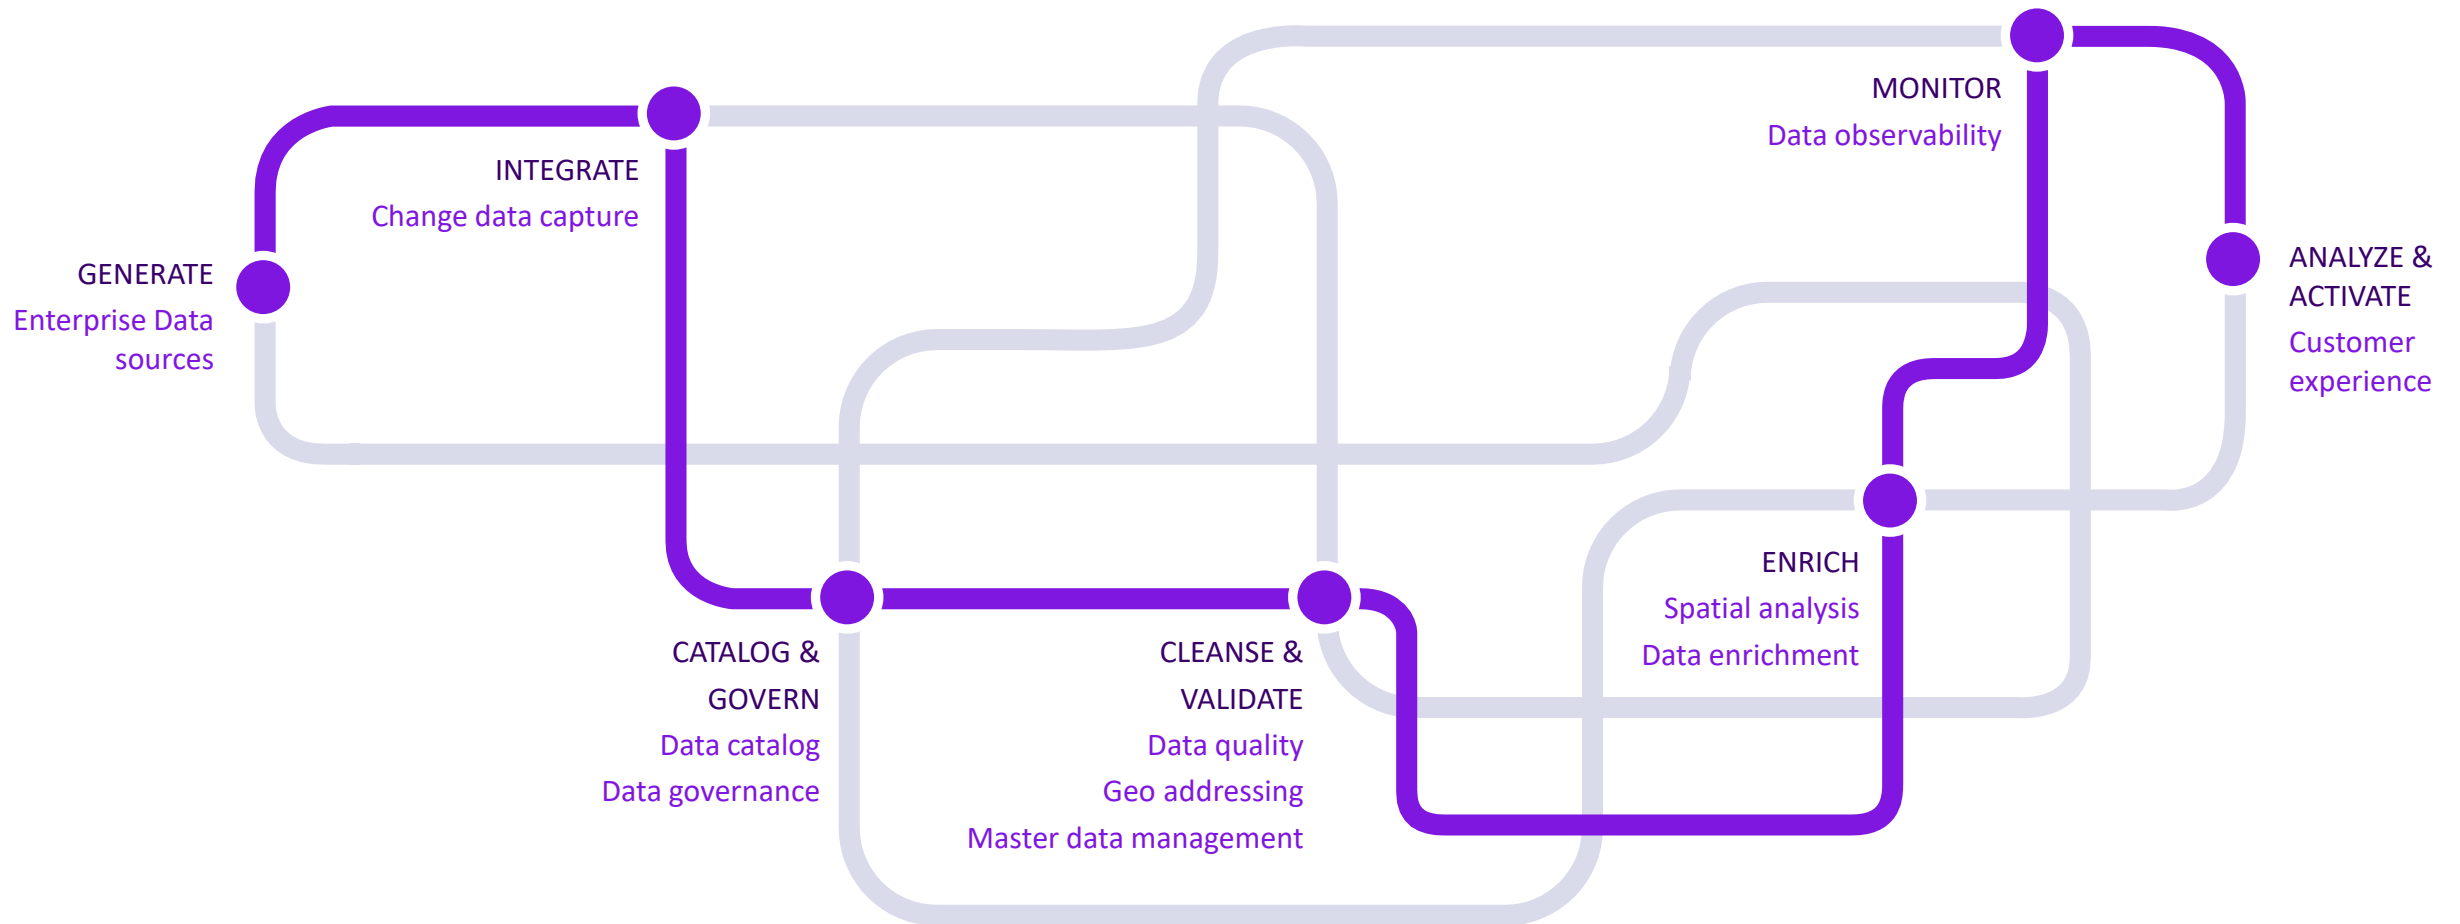 GENERATE
Enterprise Data
sources
INTEGRATE
Change data capture
CATALOG &
GOVERN
Data catalog
Data governance
CLEANSE &
VALIDATE
Data quality
Geo addressing
Master data management
ENRICH
Spatial analysis
Data enrichment
MONITOR
Data observability
ANALYZE &
ACTIVATE
Customer
experience